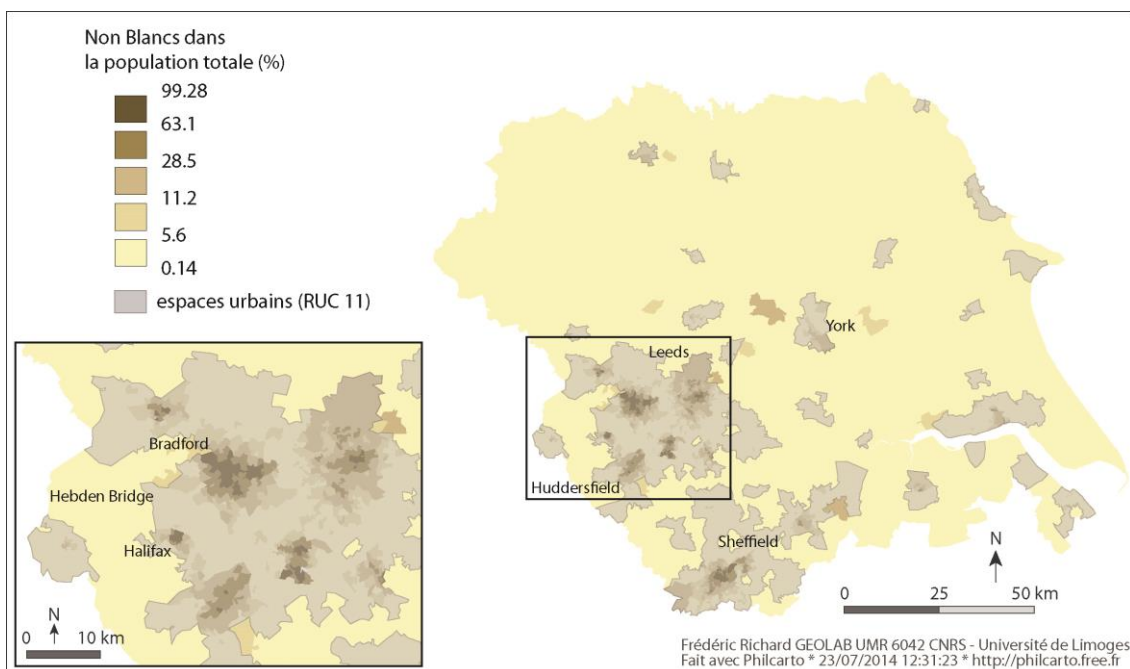 Non Blancs dans
la population totale (%)
99.28
63.1
28.5
11.2
5.6
0.14
espaces urbains (RUC 11)
York
Leeds
Huddersfield
Sheffield
Bradford
Hebden Bridge
Halifax
N
0 10 km
N
0 25 50 km
Frédéric Richard GEOLAB UMR 6042 CNRS - Université de Limoges
Fait avec Philcarto * 23/07/2014 12:31:23 * http://philcarto.free.fr